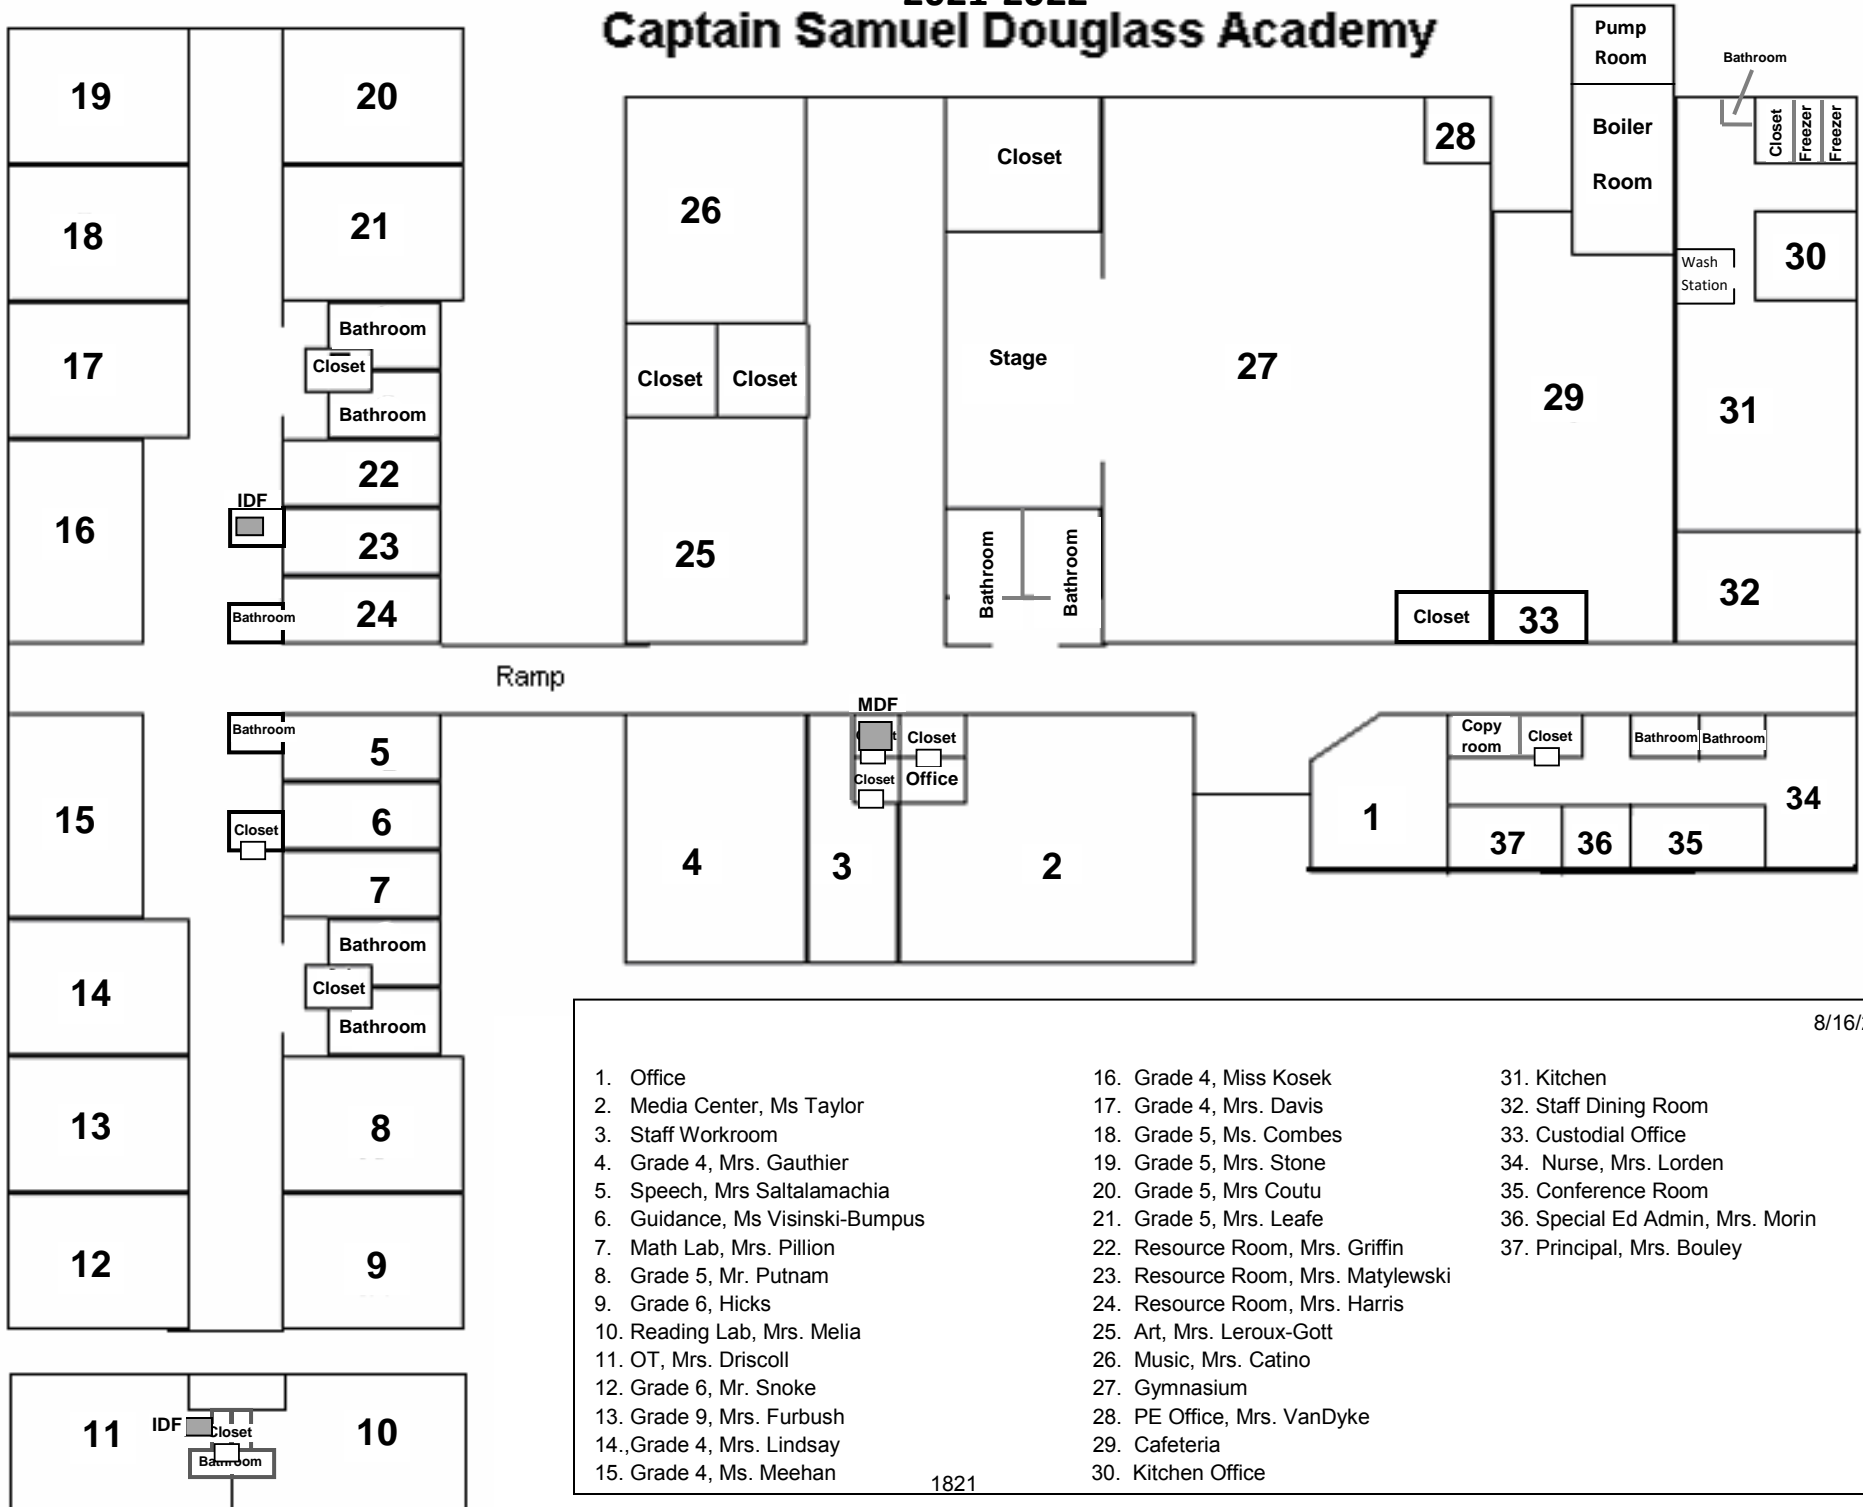 2021-2022
Captain Samuel Douglass Academy
Pump
Room
Bathroom
19
20
Closet
28
Boiler
Room
Closet
Freezer
Freezer
26
18
21
30
Wash
Station
Bathroom
17
Closet
Bathroom
Closet
Closet
Stage
27
29
31
22
IDF
16
23
25
Bathroom
Bathroom
32
Bathroom
24
Closet
33
Ramp
MDF
Bathroom
5
Closet
Copy
room
Closet
Bathroom
Bathroom
Closet
Office
34
15
6
Closet
1
37
36
35
4
3
2
7
Bathroom
14
Closet
Bathroom
13
8
12
9
11
IDF
Closet
Bathroom
10
8/16/
1. Office
2. Media Center, Ms Taylor
3. Staff Workroom
4. Grade 4, Mrs. Gauthier
5. Speech, Mrs Saltalamachia
6. Guidance, Ms Visinski-Bumpus
7. Math Lab, Mrs. Pillion
8. Grade 5, Mr. Putnam
9. Grade 6, Hicks
10. Reading Lab, Mrs. Melia
11. OT, Mrs. Driscoll
12. Grade 6, Mr. Snoke
13. Grade 9, Mrs. Furbush
14.,Grade 4, Mrs. Lindsay
15. Grade 4, Ms. Meehan
1821
16. Grade 4, Miss Kosek
17. Grade 4, Mrs. Davis
18. Grade 5, Ms. Combes
19. Grade 5, Mrs. Stone
20. Grade 5, Mrs Coutu
21. Grade 5, Mrs. Leafe
22. Resource Room, Mrs. Griffin
23. Resource Room, Mrs. Matylewski
24. Resource Room, Mrs. Harris
25. Art, Mrs. Leroux-Gott
26. Music, Mrs. Catino
27. Gymnasium
28. PE Office, Mrs. VanDyke
29. Cafeteria
30. Kitchen Office
31. Kitchen
32. Staff Dining Room
33. Custodial Office
34. Nurse, Mrs. Lorden
35. Conference Room
36. Special Ed Admin, Mrs. Morin
37. Principal, Mrs. Bouley